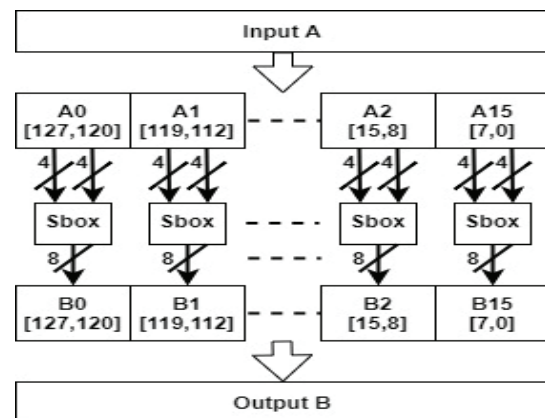 Input A
A0 A1 A2 A15
[127,120] [119,112] [15,8] [7,0]
4 4 4 4 4 4 4 4
Sbox Sbox Sbox Sbox
8 8 8 8
B0 B1 B2 B15
[127,120] [119,112] [15,8] [7,0]
Output B